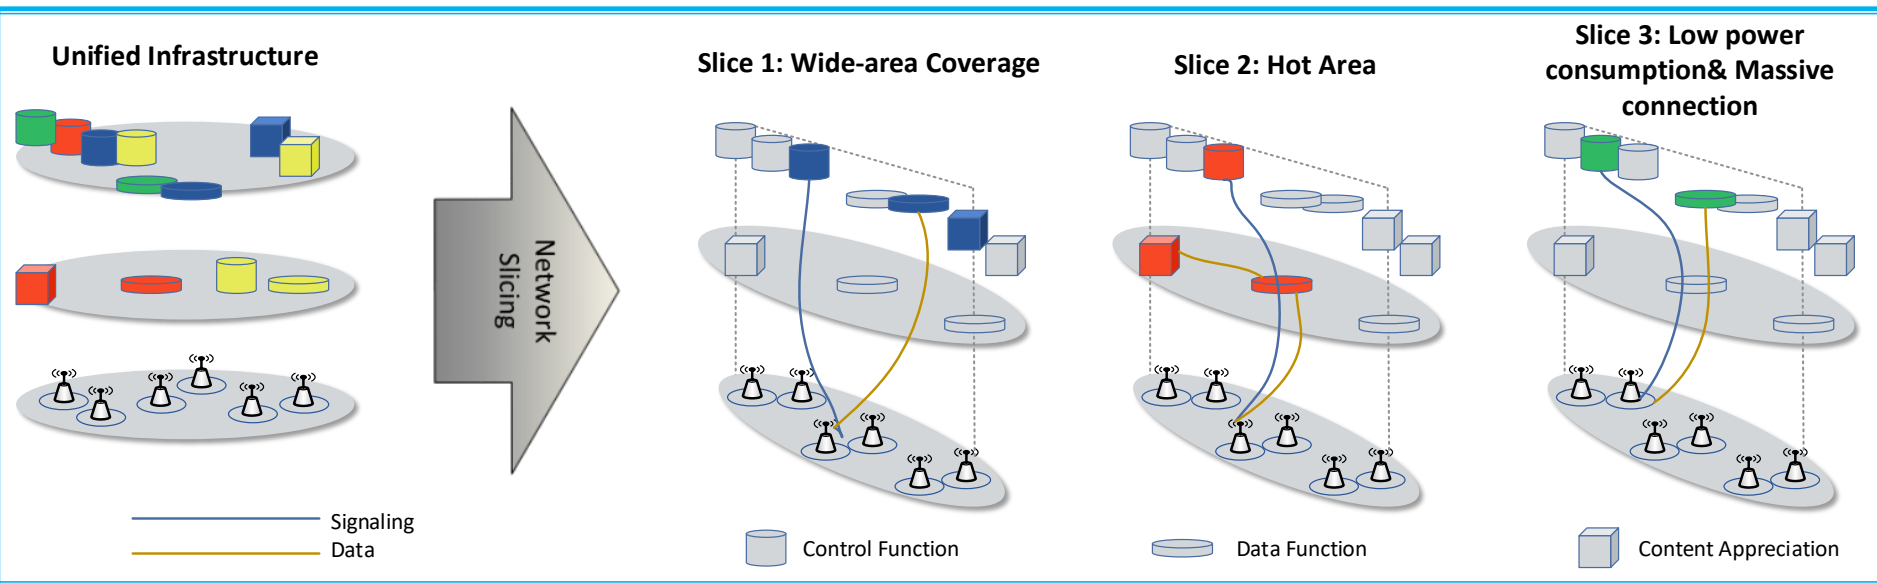 Unified Infrastructure
Slice 1: Wide-area Coverage
Slice 2: Hot Area
Slice 3: Low power
consumption& Massive
connection
Network
Slicing
Signaling
Data
Control Function
Data Function
Content Appreciation